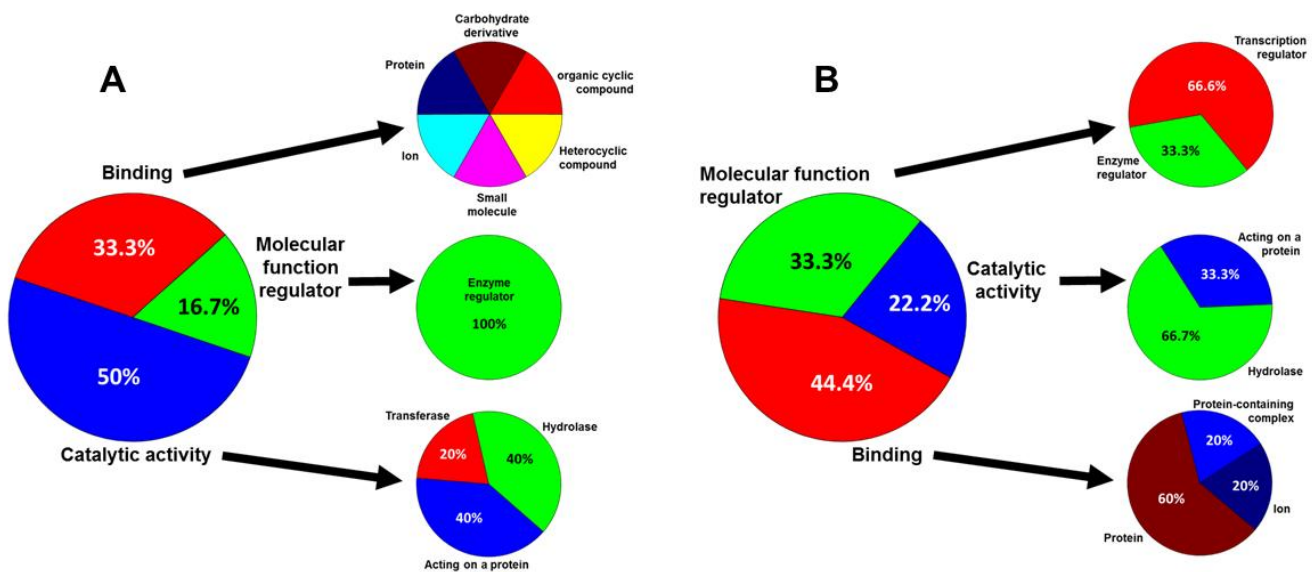 A
Carbohydrate
derivative
Protein
organic cyclic
compound
Ion
Heterocyclic
compound
Small
molecule
Binding
33.3%
Molecular
function
regulator
16.7%
50%
Catalytic activity
Enzyme
regulator
100%
Transferase
Hydrolase
20%
40%
40%
Acting on a protein
B
Transcription
regulator
66.6%
Enzyme
regulator
33.3%
Molecular function
regulator
33.3%
Catalytic
activity
22.2%
44.4%
Binding
Acting on
a protein
33.3%
66.7%
Hydrolase
Protein-containing
complex
20%
20%
60%
Ion
Protein